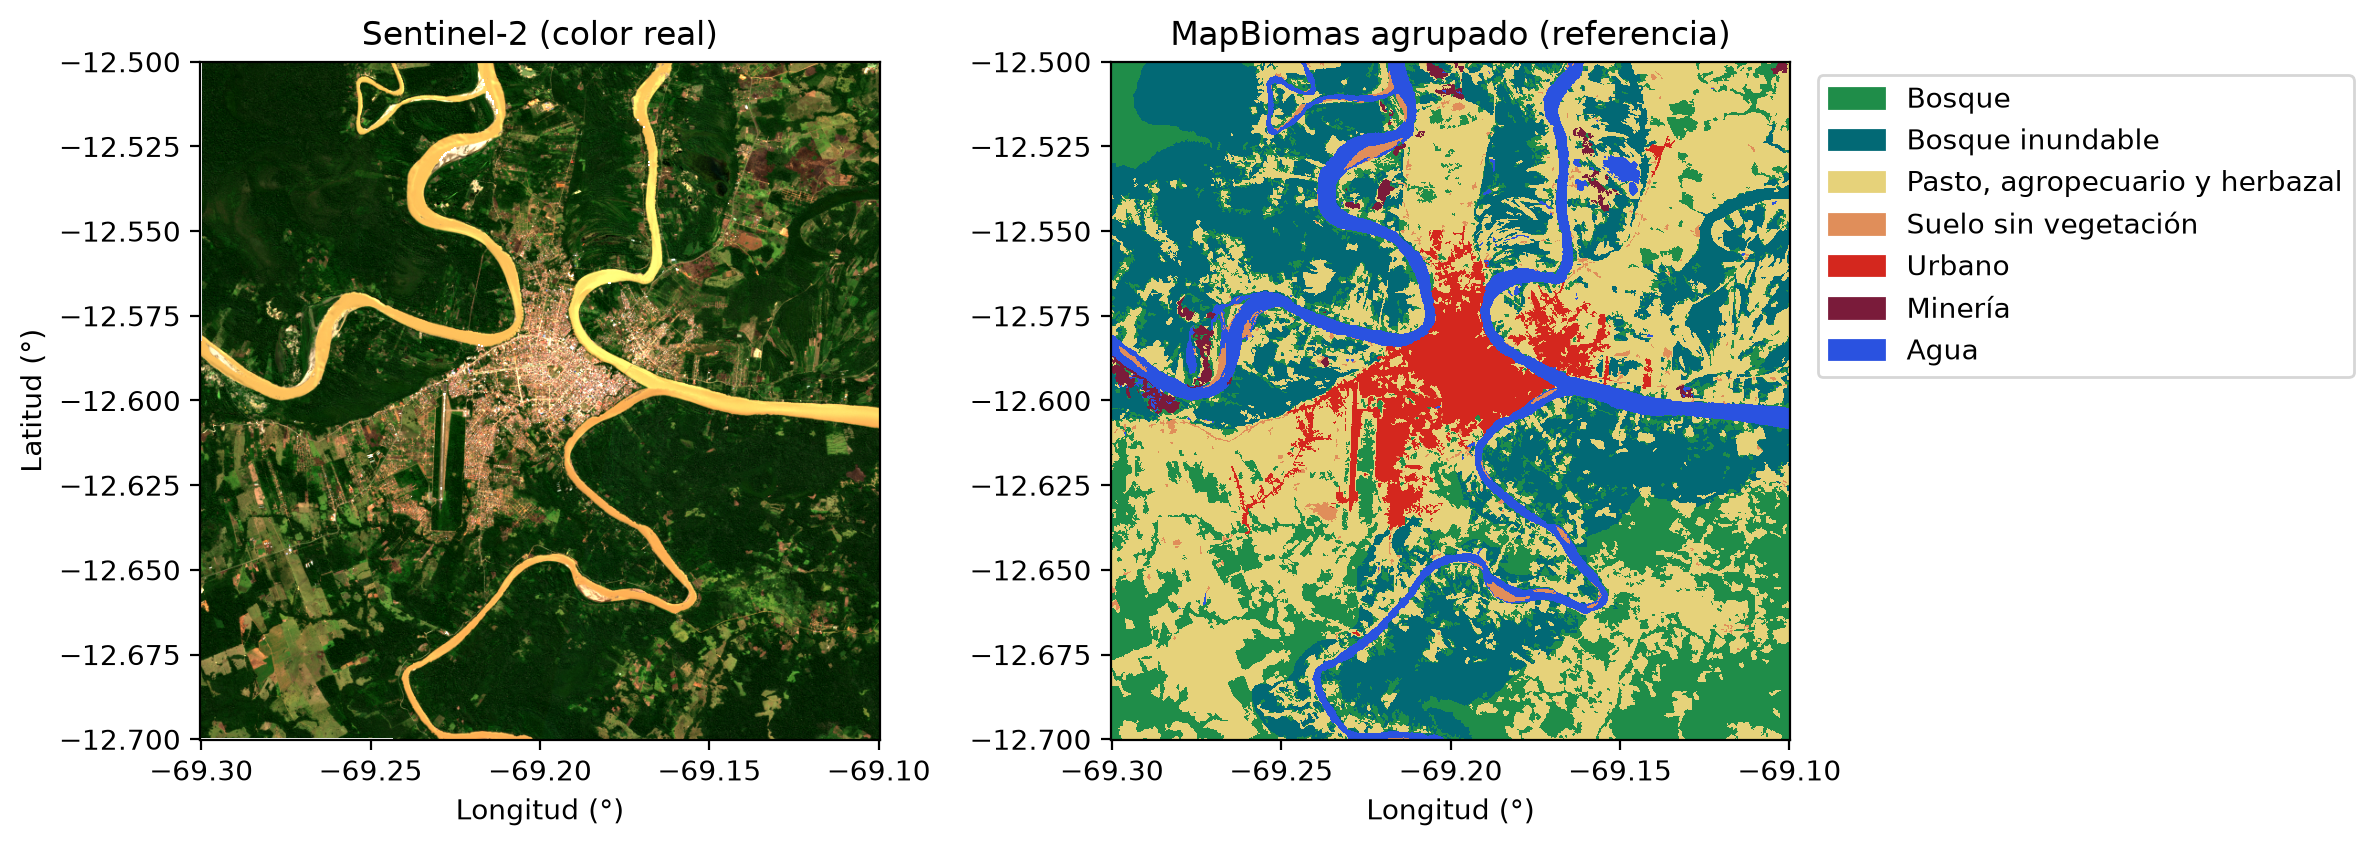 Sentinel-2 (color real)
−12.500
−12.525
−12.550
−12.575
−12.600
−12.625
−12.650
−12.675
−12.700
Latitud (°)
−69.30
−69.25
−69.20
−69.15
−69.10
Longitud (°)
MapBiomas agrupado (referencia)
−12.500
−12.525
−12.550
−12.575
−12.600
−12.625
−12.650
−12.675
−12.700
−69.30
−69.25
−69.20
−69.15
−69.10
Longitud (°)
Bosque
Bosque inundable
Pasto, agropecuario y herbazal
Suelo sin vegetación
Urbano
Minería
Agua